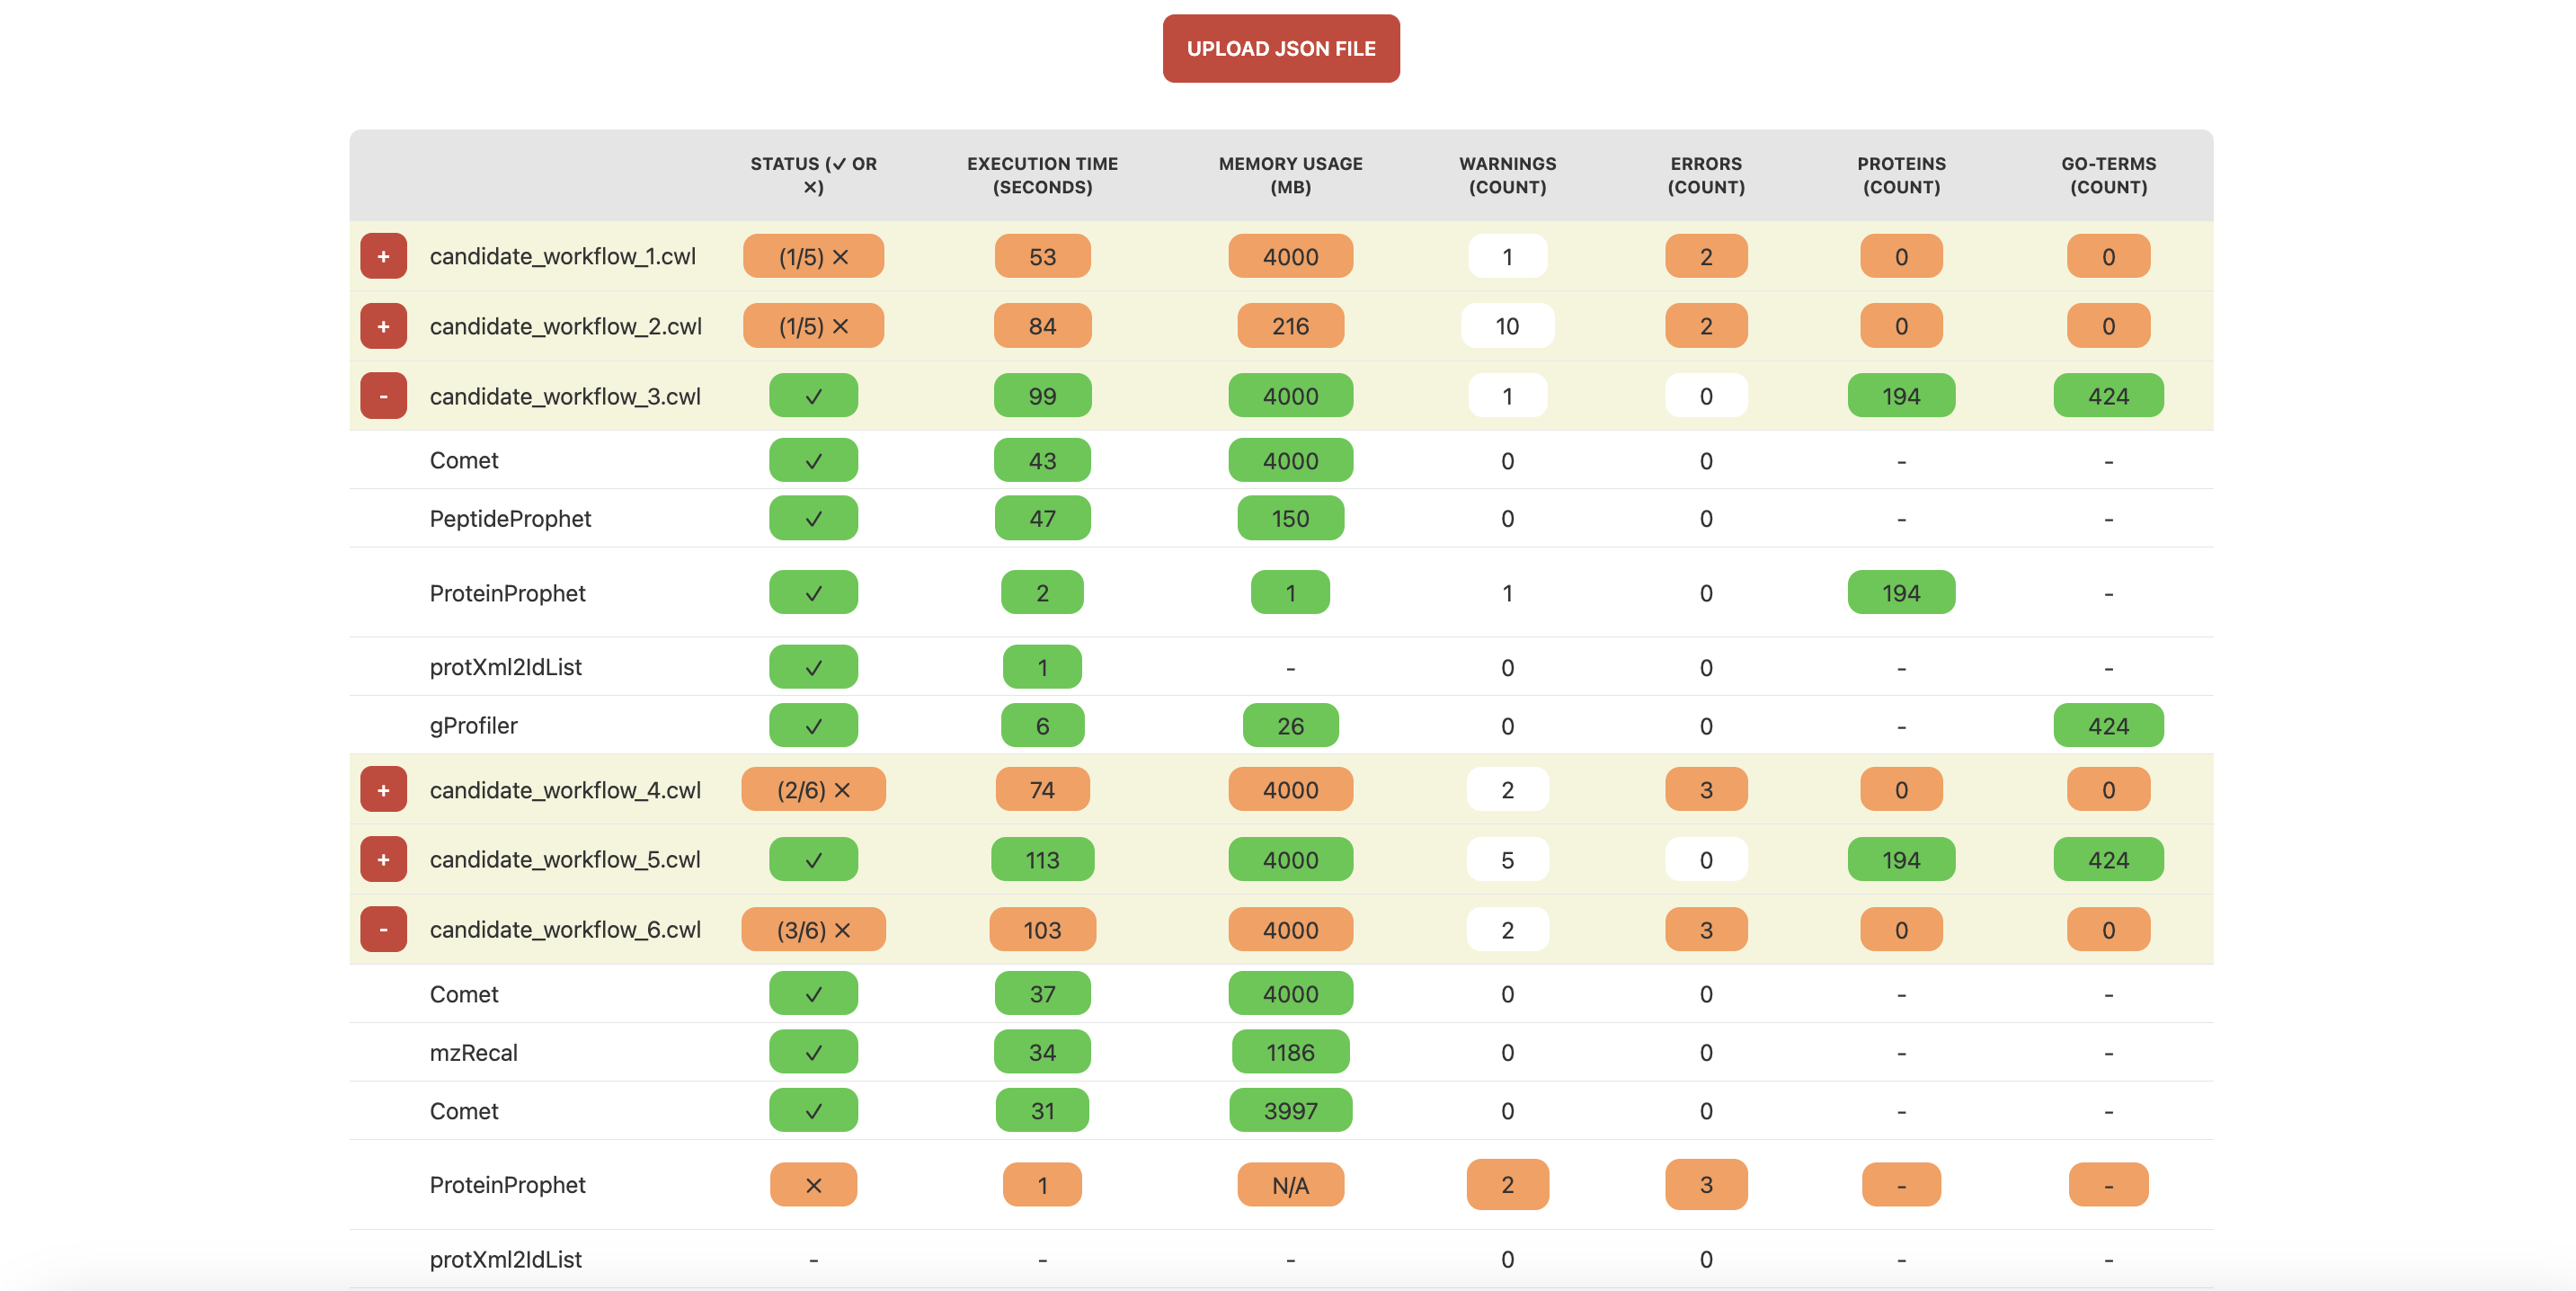 UPLOAD JSON FILE
STATUS (✓ OR ✕) EXECUTION TIME (SECONDS) MEMORY USAGE (MB) WARNINGS (COUNT) ERRORS (COUNT) PROTEINS (COUNT) GO-TERMS (COUNT)
+ candidate_workflow_1.cwl (1/5) ✕ 53 4000 1 2 0 0
+ candidate_workflow_2.cwl (1/5) ✕ 84 216 10 2 0 0
- candidate_workflow_3.cwl ✓ 99 4000 1 0 194 424
Comet ✓ 43 4000 0 0 - -
PeptideProphet ✓ 47 150 0 0 - -
ProteinProphet ✓ 2 1 1 0 194 -
protXml2IdList ✓ 1 - 0 0 - -
gProfiler ✓ 6 26 0 0 - 424
+ candidate_workflow_4.cwl (2/6) ✕ 74 4000 2 3 0 0
+ candidate_workflow_5.cwl ✓ 113 4000 5 0 194 424
- candidate_workflow_6.cwl (3/6) ✕ 103 4000 2 3 0 0
Comet ✓ 37 4000 0 0 - -
mzRecal ✓ 34 1186 0 0 - -
Comet ✓ 31 3997 0 0 - -
ProteinProphet ✕ 1 N/A 2 3 - -
protXml2IdList - - - 0 0 - -